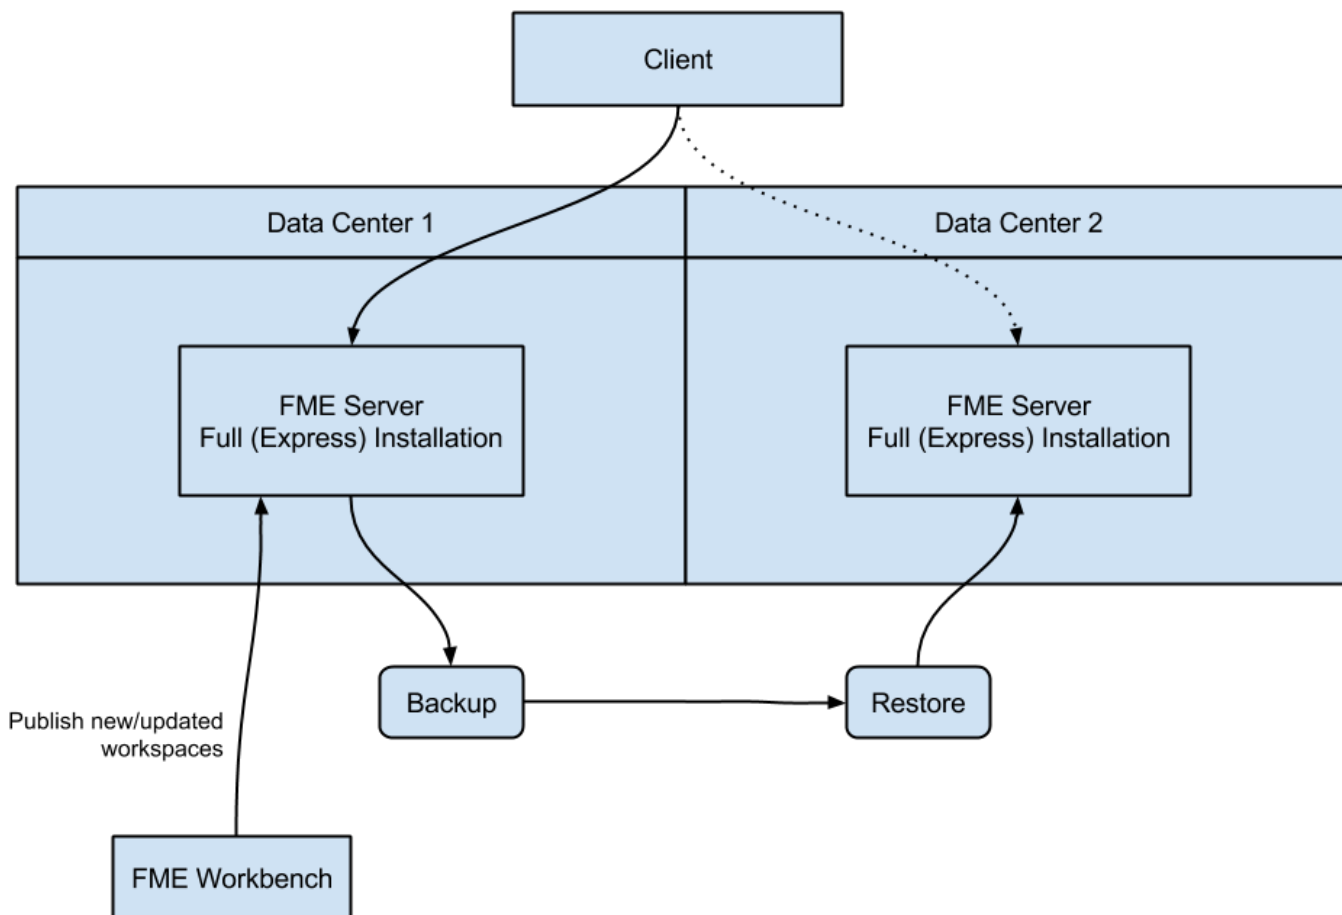 Client
Data Center 1
Data Center 2
FME Server
Full (Express) Installation
FME Server
Full (Express) Installation
Backup
Restore
Publish new/updated
workspaces
FME Workbench